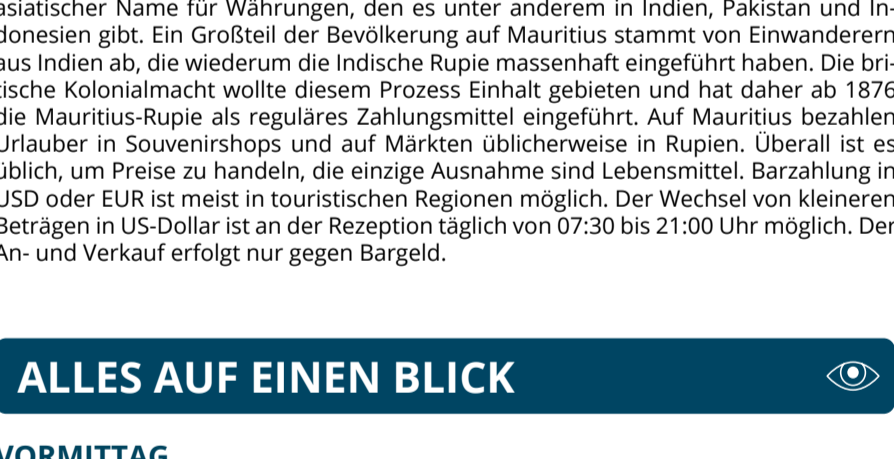 asiatischer Name für Währungen, den es unter anderem in Indien, Pakistan und In-
donesien gibt. Ein Großteil der Bevölkerung auf Mauritius stammt von Einwanderern
aus Indien ab, die wiederum die Indische Rupie massenhaft eingeführt haben. Die bri-
tische Kolonialmacht wollte diesem Prozess Einhalt gebieten und hat daher ab 1876
die Mauritius-Rupie als reguläres Zahlungsmittel eingeführt. Auf Mauritius bezahlen
Urlauber in Souvenirshops und auf Märkten üblicherweise in Rupien. Überall ist es
üblich, um Preise zu handeln, die einzige Ausnahme sind Lebensmittel. Barzahlung in
USD oder EUR ist meist in touristischen Regionen möglich. Der Wechsel von kleineren
Beträgen in US-Dollar ist an der Rezeption täglich von 07:30 bis 21:00 Uhr möglich. Der
An- und Verkauf erfolgt nur gegen Bargeld.
ALLES AUF EINEN BLICK
VORMITTAG